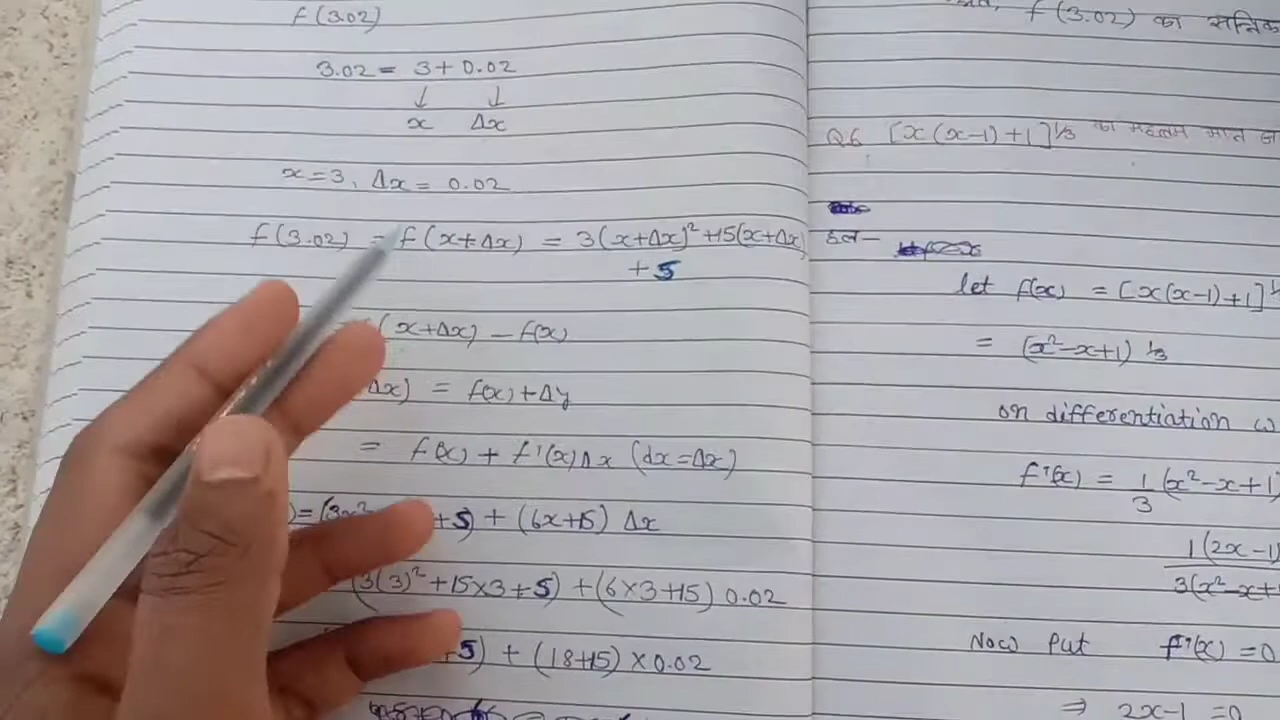 f(3.02)
3.02 = 3 + 0.02
↓ ↓
x Δx
x=3, Δx = 0.02
f(3.02) = f(x+Δx) = 3(x+Δx)² +15(x+Δx)
+ 5
(x+Δx) - f(x)
Δx) = f(x) + Δy
= f(x) + f'(x)Δx (dx=Δx)
)=(3x² +5) + (6x+15) Δx
(3(3)² +15×3+5) +(6×3+15) 0.02
+5) + (18+15) ×0.02
f(3.02) का
Q6 [x(x-1)+1]^1/3 का
हल-
let f(x) = [x(x-1)+1]
= (x²-x+1)^1/3
on differentiation
f'(x) = 1/3 (x²-x+1)
1(2x-1)
3(x²-x+
Now put f'(x) =0
⇒ 2x-1 =0